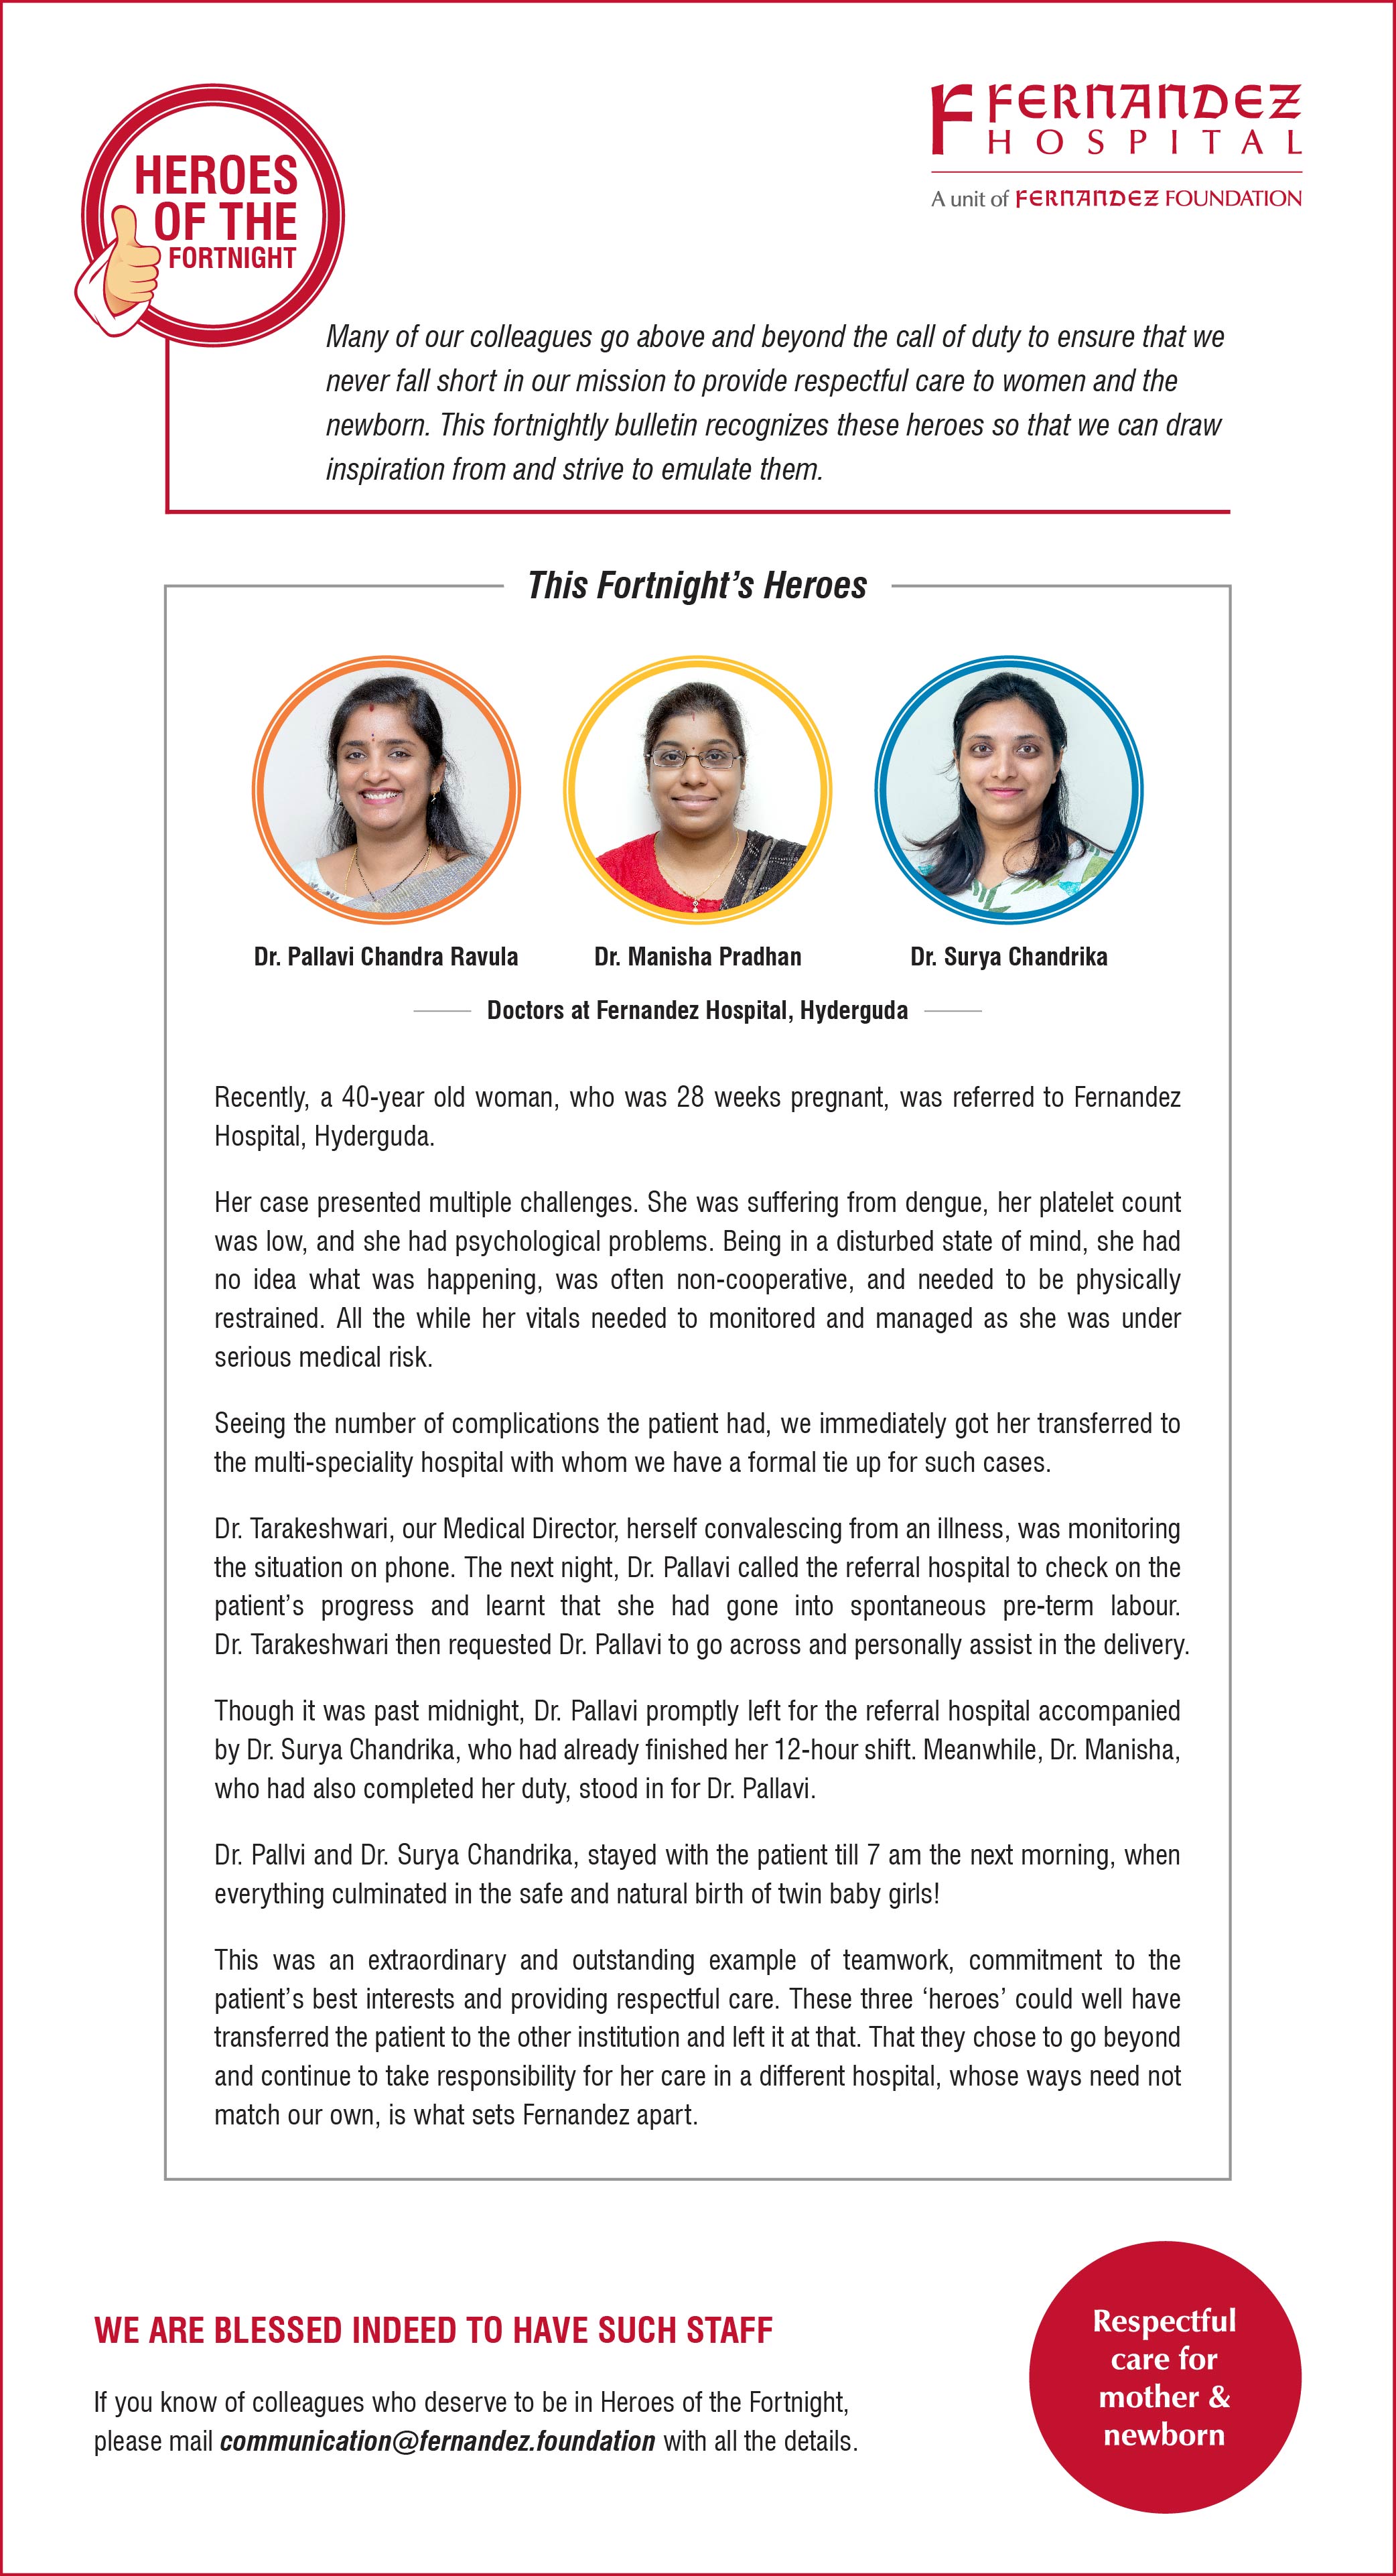 HEROES
OF THE
FORTNIGHT
FERNANDEZ
HOSPITAL
A unit of FERNANDEZ FOUNDATION
Many of our colleagues go above and beyond the call of duty to ensure that we
never fall short in our mission to provide respectful care to women and the
newborn. This fortnightly bulletin recognizes these heroes so that we can draw
inspiration from and strive to emulate them.
This Fortnight's Heroes
Dr. Pallavi Chandra Ravula
Dr. Manisha Pradhan
Dr. Surya Chandrika
Doctors at Fernandez Hospital, Hyderguda
Recently, a 40-year old woman, who was 28 weeks pregnant, was referred to Fernandez
Hospital, Hyderguda.
Her case presented multiple challenges. She was suffering from dengue, her platelet count
was low, and she had psychological problems. Being in a disturbed state of mind, she had
no idea what was happening, was often non-cooperative, and needed to be physically
restrained. All the while her vitals needed to monitored and managed as she was under
serious medical risk.
Seeing the number of complications the patient had, we immediately got her transferred to
the multi-speciality hospital with whom we have a formal tie up for such cases.
Dr. Tarakeshwari, our Medical Director, herself convalescing from an illness, was monitoring
the situation on phone. The next night, Dr. Pallavi called the referral hospital to check on the
patient's progress and learnt that she had gone into spontaneous pre-term labour.
Dr. Tarakeshwari then requested Dr. Pallavi to go across and personally assist in the delivery.
Though it was past midnight, Dr. Pallavi promptly left for the referral hospital accompanied
by Dr. Surya Chandrika, who had already finished her 12-hour shift. Meanwhile, Dr. Manisha,
who had also completed her duty, stood in for Dr. Pallavi.
Dr. Pallvi and Dr. Surya Chandrika, stayed with the patient till 7 am the next morning, when
everything culminated in the safe and natural birth of twin baby girls!
This was an extraordinary and outstanding example of teamwork, commitment to the
patient's best interests and providing respectful care. These three 'heroes' could well have
transferred the patient to the other institution and left it at that. That they chose to go beyond
and continue to take responsibility for her care in a different hospital, whose ways need not
match our own, is what sets Fernandez apart.
WE ARE BLESSED INDEED TO HAVE SUCH STAFF
If you know of colleagues who deserve to be in Heroes of the Fortnight,
please mail communication@fernandez.foundation with all the details.
Respectful
care for
mother &
newborn